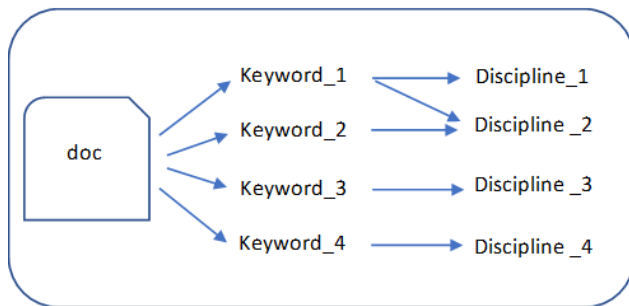 doc
Keyword_1
Keyword_2
Keyword_3
Keyword_4
Discipline_1
Discipline _2
Discipline _3
Discipline _4